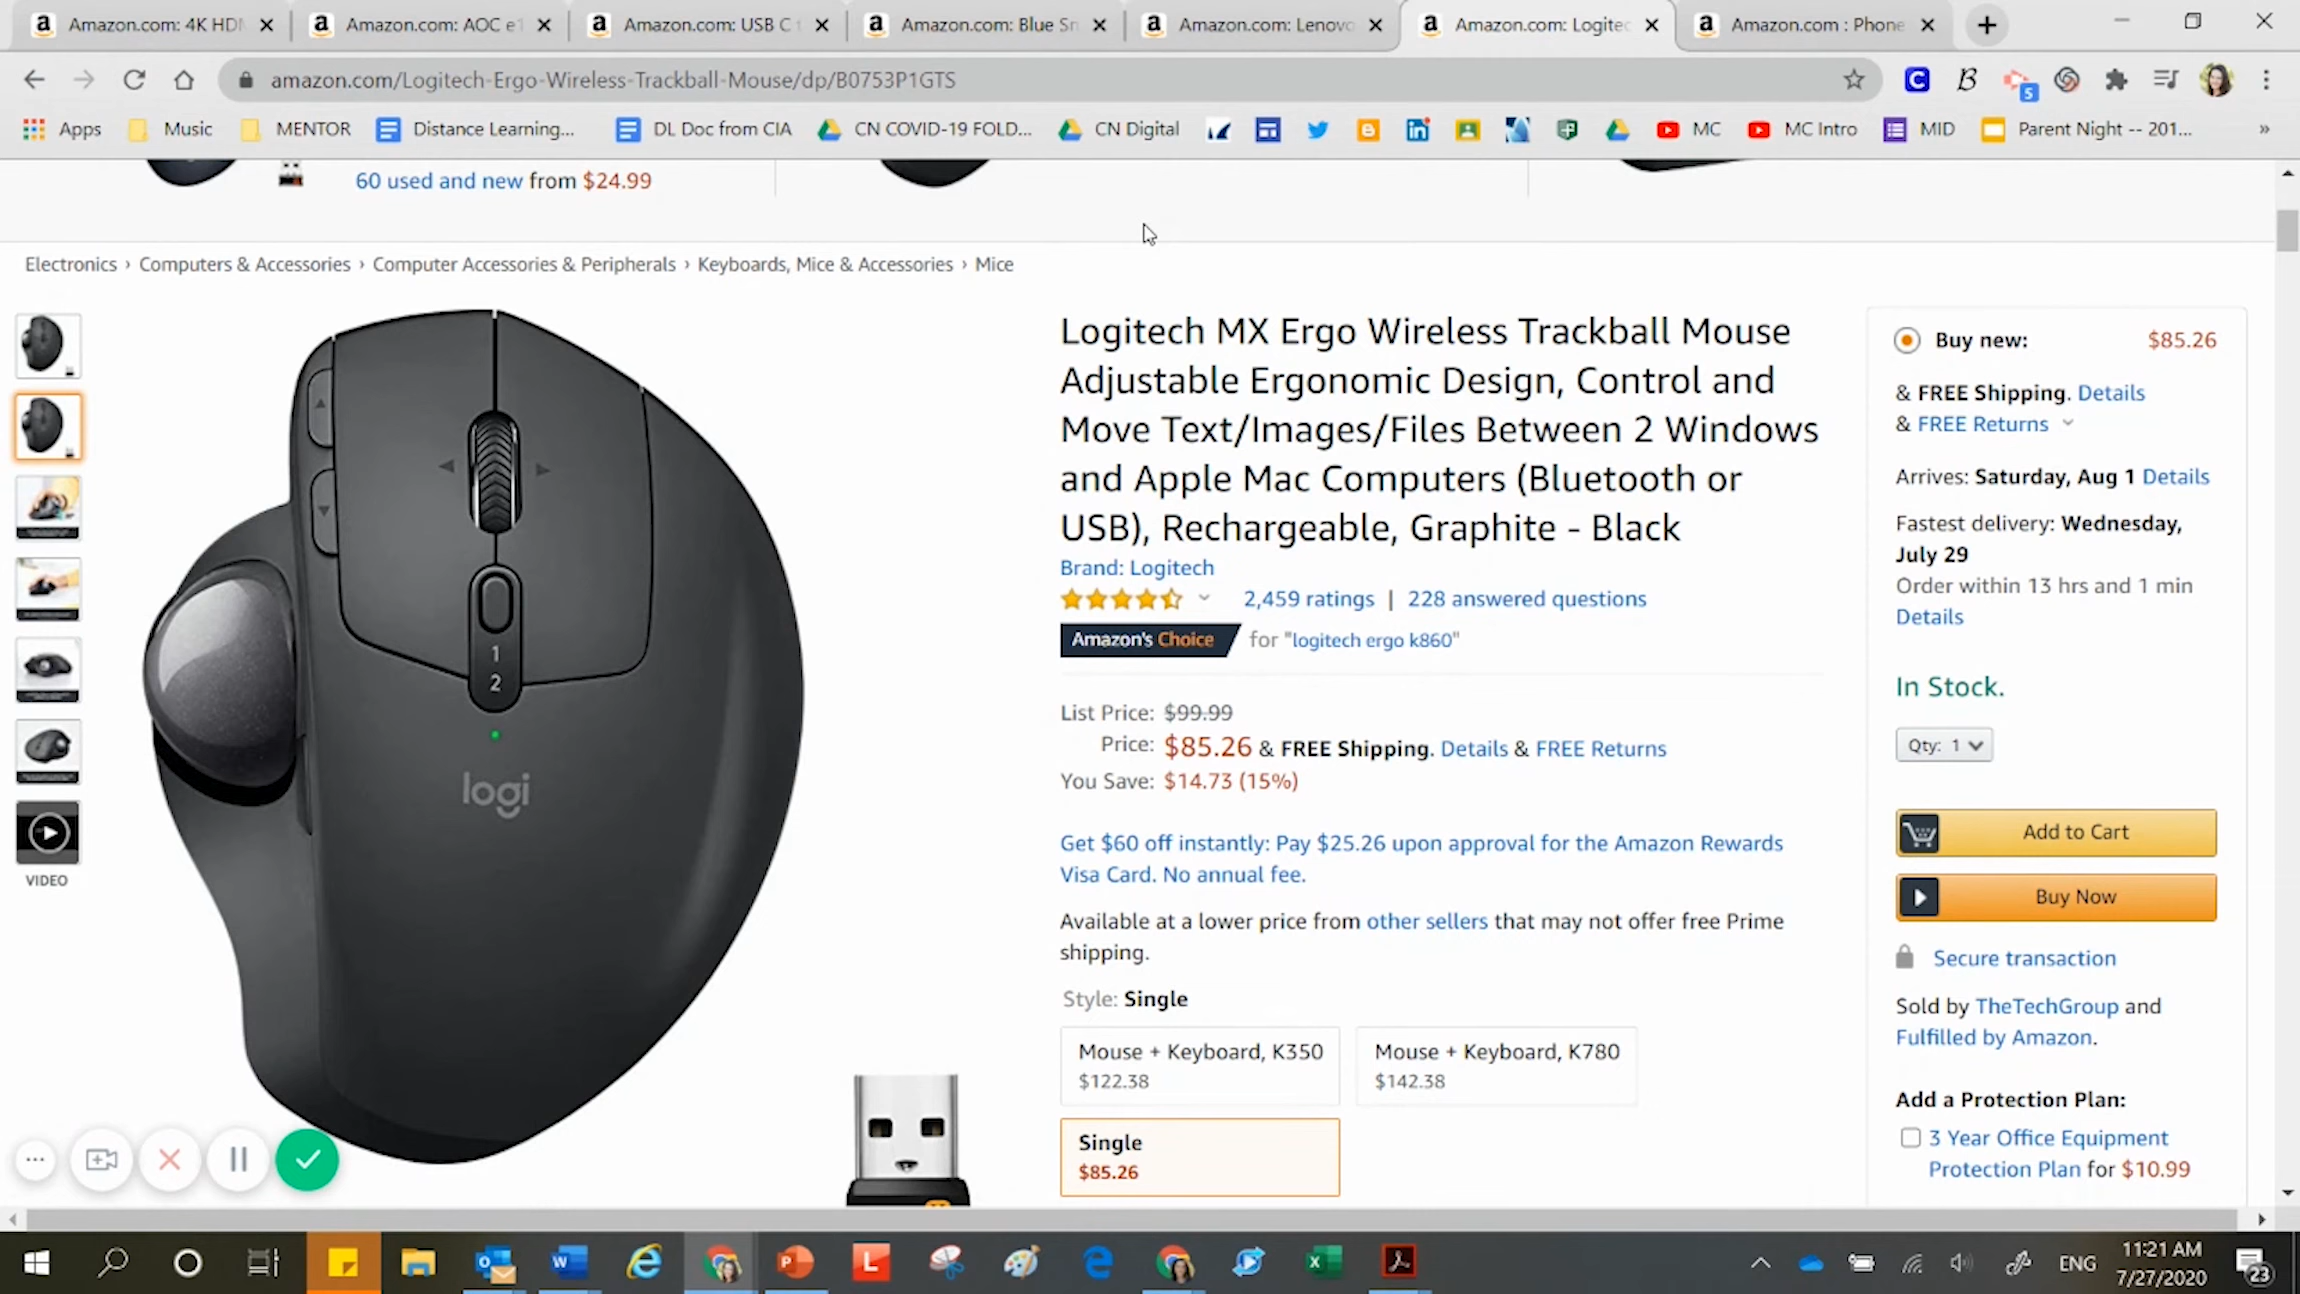 Amazon.com: 4K HDM
Amazon.com: AOC e1
Amazon.com: USB C t
Amazon.com: Blue Sn
Amazon.com: Lenovo
Amazon.com: Logitec
Amazon.com : Phone
amazon.com/Logitech-Ergo-Wireless-Trackball-Mouse/dp/B0753P1GTS
Apps
Music
MENTOR
Distance Learning...
DL Doc from CIA
CN COVID-19 FOLD...
CN Digital
MC
MC Intro
MID
Parent Night -- 201...
60 used and new from $24.99
Electronics › Computers & Accessories › Computer Accessories & Peripherals › Keyboards, Mice & Accessories › Mice
1
2
logi
VIDEO
Logitech MX Ergo Wireless Trackball Mouse
Adjustable Ergonomic Design, Control and
Move Text/Images/Files Between 2 Windows
and Apple Mac Computers (Bluetooth or
USB), Rechargeable, Graphite - Black
Brand: Logitech
2,459 ratings | 228 answered questions
Amazon's Choice for "logitech ergo k860"
List Price: $99.99
Price: $85.26 & FREE Shipping. Details & FREE Returns
You Save: $14.73 (15%)
Get $60 off instantly: Pay $25.26 upon approval for the Amazon Rewards
Visa Card. No annual fee.
Available at a lower price from other sellers that may not offer free Prime
shipping.
Style: Single
Mouse + Keyboard, K350
$122.38
Mouse + Keyboard, K780
$142.38
Single
$85.26
Buy new: $85.26
& FREE Shipping. Details
& FREE Returns
Arrives: Saturday, Aug 1 Details
Fastest delivery: Wednesday,
July 29
Order within 13 hrs and 1 min
Details
In Stock.
Qty: 1
Add to Cart
Buy Now
Secure transaction
Sold by TheTechGroup and
Fulfilled by Amazon.
Add a Protection Plan:
3 Year Office Equipment
Protection Plan for $10.99
ENG
11:21 AM
7/27/2020
23